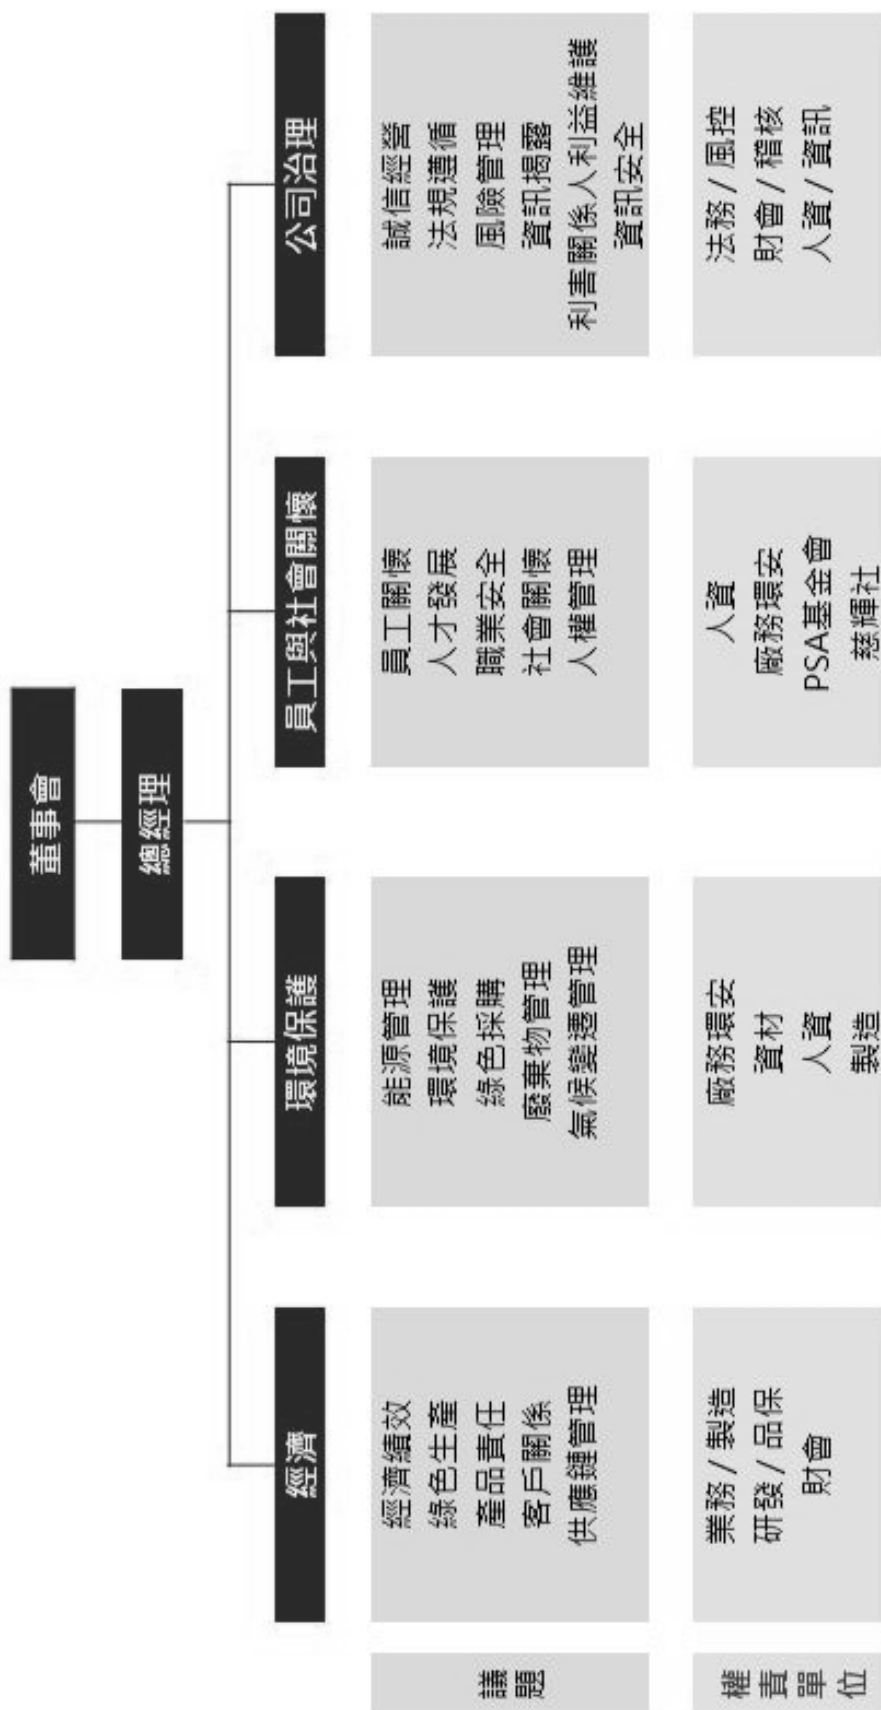 董事會
總經理
經濟
環境保護
員工與社會關懷
公司治理
議題
經濟績效
綠色生產
產品責任
客戶關係
供應鏈管理
能源管理
環境保護
綠色採購
廢棄物管理
氣候變遷管理
員工關懷
人才發展
職業安全
社會關懷
人權管理
誠信經營
法規遵循
風險管理
資訊揭露
利害關係人利益維護
資訊安全
權責單位
業務/製造
研發/品保
財會
廠務環安
資材
人資
製造
人資
廠務環安
PSA基金會
慈輝社
法務/風控
財會/稽核
人資/資訊